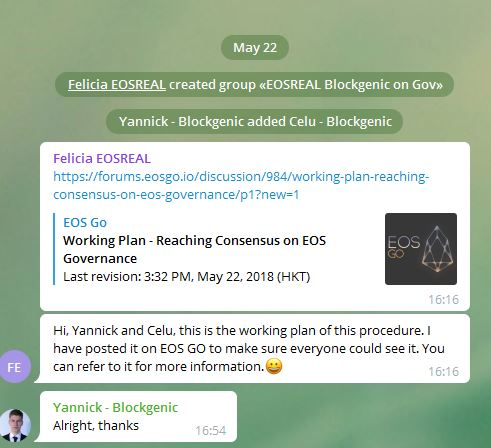 May 22
Felicia EOSREAL created group «EOSREAL Blockgenic on Gov»
Yannick - Blockgenic added Celu - Blockgenic
Felicia EOSREAL
https://forums.eosgo.io/discussion/984/working-plan-reaching-
consensus-on-eos-governance/p1?new=1
EOS Go
Working Plan - Reaching Consensus on EOS
Governance
Last revision: 3:32 PM, May 22, 2018 (HKT)
EOS
GO
16:16
Hi, Yannick and Celu, this is the working plan of this procedure. I
have posted it on EOS GO to make sure everyone could see it. You
can refer to it for more information.😀
16:16
FE
Yannick - Blockgenic
Alright, thanks
16:54